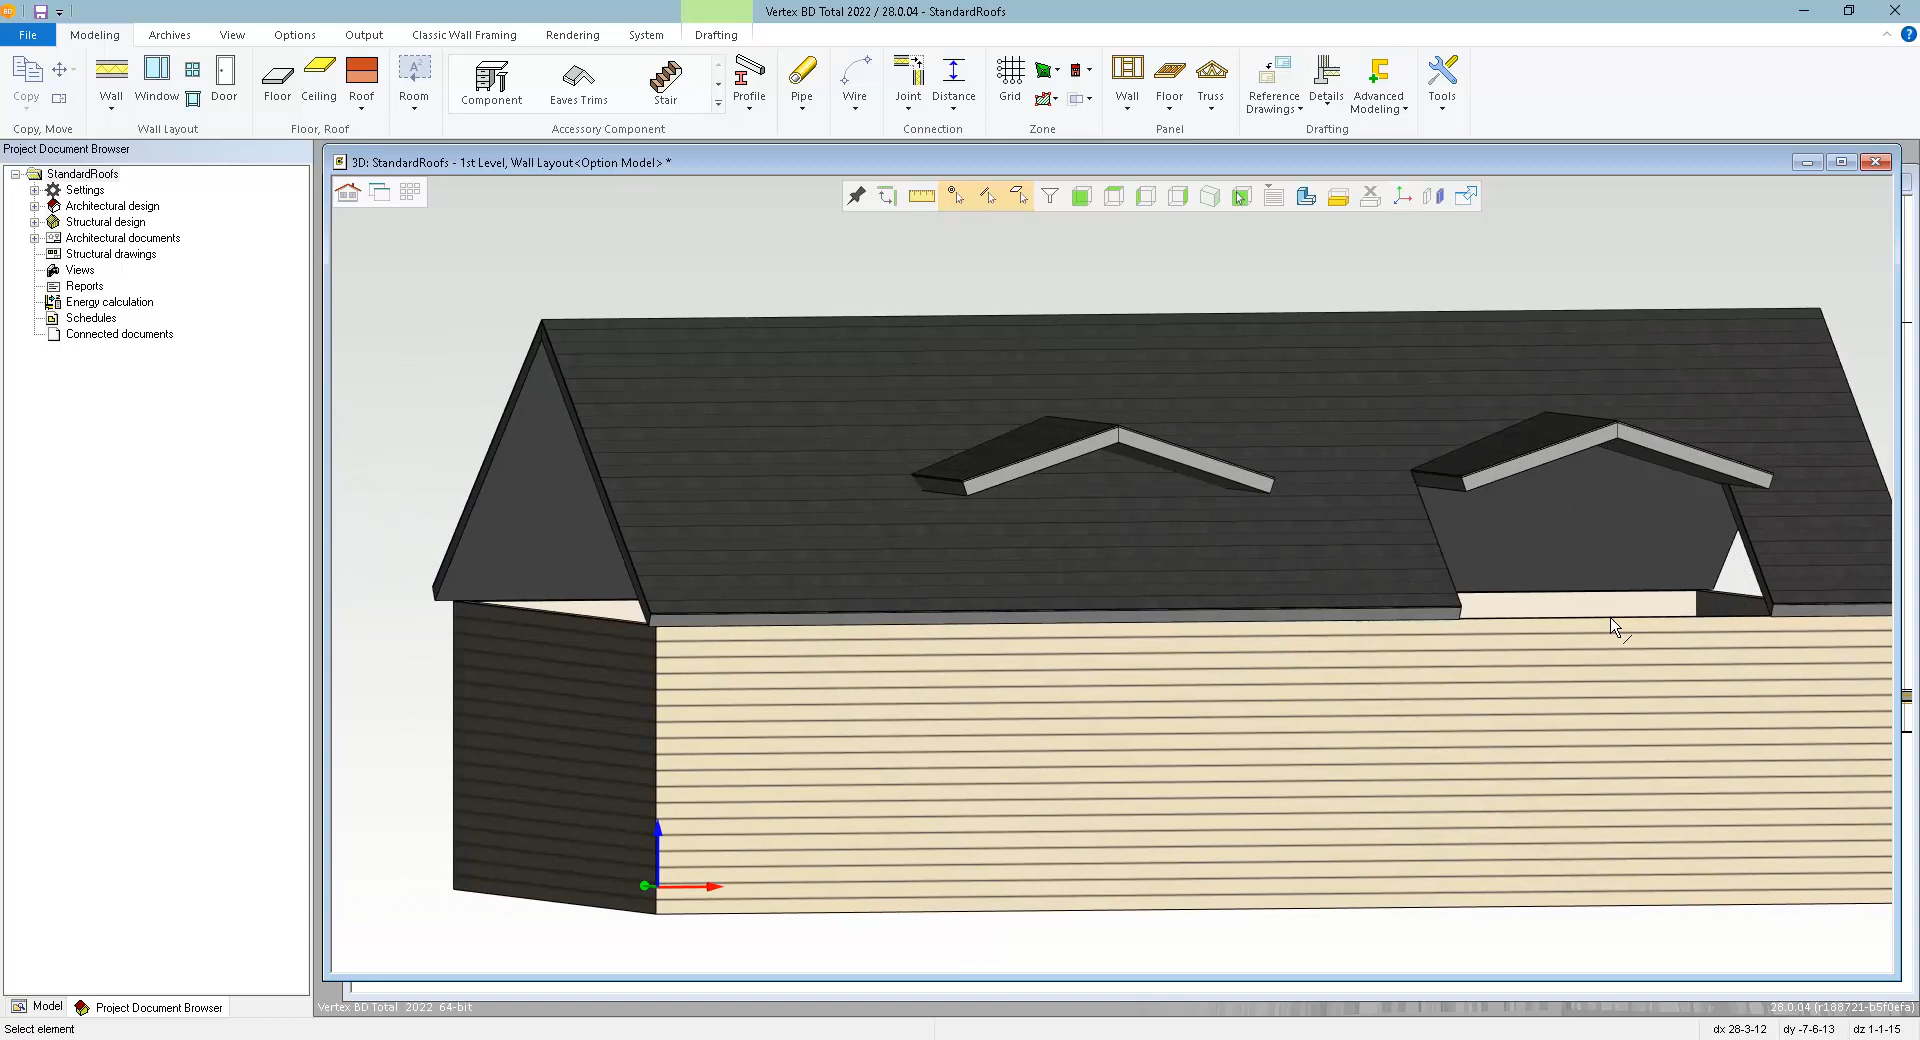 BD
Vertex BD Total 2022 / 28.0.04 - StandardRoofs
File Modeling Archives View Options Output Classic Wall Framing Rendering System Drafting
Copy Wall Window Door Floor Ceiling Roof Room Component Eaves Trims Stair Profile Pipe Wire Joint Distance Grid Wall Floor Truss Reference Drawings Details Advanced Modeling Tools
Copy, Move Wall Layout Floor, Roof Accessory Component Connection Zone Panel Drafting
Project Document Browser
3D: StandardRoofs - 1st Level, Wall Layout<Option Model> *
StandardRoofs
Settings
Architectural design
Structural design
Architectural documents
Structural drawings
Views
Reports
Energy calculation
Schedules
Connected documents
Model Project Document Browser
Vertex BD Total 2022 64-bit
28.0.04 (r188721-b5f0efa)
Select element
dx 28-3-12 dy -7-6-13 dz 1-1-15